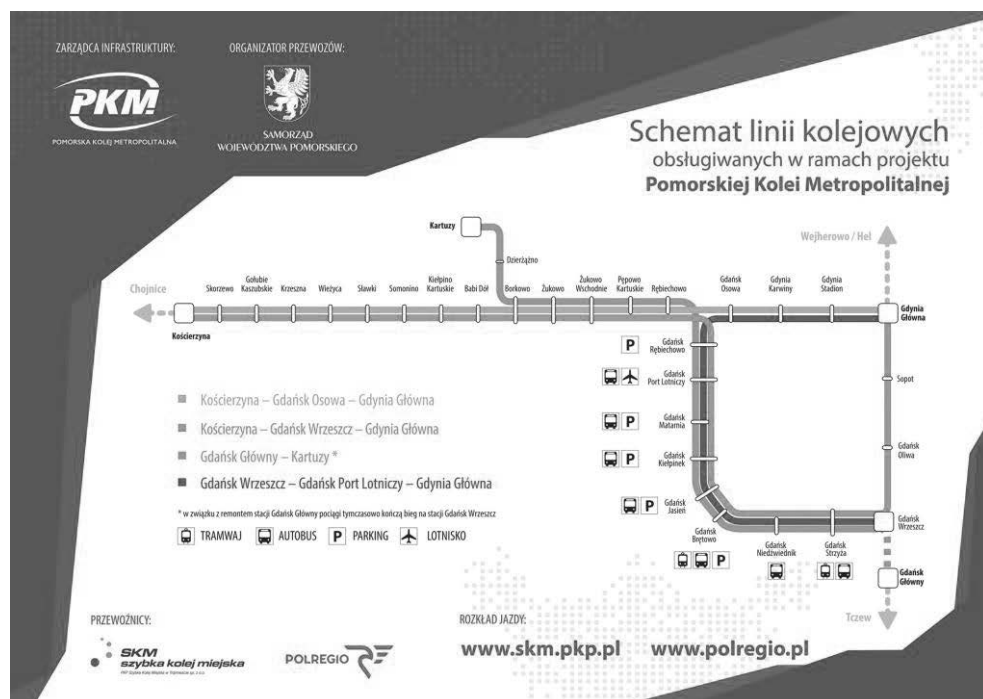 ZARZĄDCA INFRASTRUKTURY:
ORGANIZATOR PRZEWOZÓW:
PKM
POMORSKA KOLEJ METROPOLITALNA
SAMORZĄD
WOJEWÓDZTWA POMORSKIEGO
Schemat linii kolejowych
obsługiwanych w ramach projektu
Pomorskiej Kolei Metropolitalnej
Kartuzy
Wejherowo / Hel
Dzierżążno
Chojnice
Skorzewo
Gołubie
Kaszubskie
Krzeszna
Wieżyca
Sławki
Somonino
Kiełpino
Kartuskie
Babi Dół
Borkowo
Żukowo
Żukowo
Wschodnie
Pępowo
Kartuskie
Rębiechowo
Gdańsk
Osowa
Gdynia
Karwiny
Gdynia
Stadion
Gdynia
Główna
Kościerzyna
P
Gdańsk
Rębiechowo
Gdańsk
Port Lotniczy
Sopot
P
Gdańsk
Matarnia
P
Gdańsk
Kiełpinek
Gdańsk
Oliwa
P
Gdańsk
Jasień
Gdańsk
Brętowo
P
Gdańsk
Niedźwiednik
Gdańsk
Strzyża
Gdańsk
Wrzeszcz
Gdańsk
Główny
Tczew
Kościerzyna – Gdańsk Osowa – Gdynia Główna
Kościerzyna – Gdańsk Wrzeszcz – Gdynia Główna
Gdańsk Główny – Kartuzy *
Gdańsk Wrzeszcz – Gdańsk Port Lotniczy – Gdynia Główna
* w związku z remontem stacji Gdańsk Główny pociągi tymczasowo kończą bieg na stacji Gdańsk Wrzeszcz
TRAMWAJ AUTOBUS P PARKING LOTNISKO
PRZEWOŹNICY:
SKM
szybka kolej miejska
POLREGIO
ROZKŁAD JAZDY:
www.skm.pkp.pl www.polregio.pl